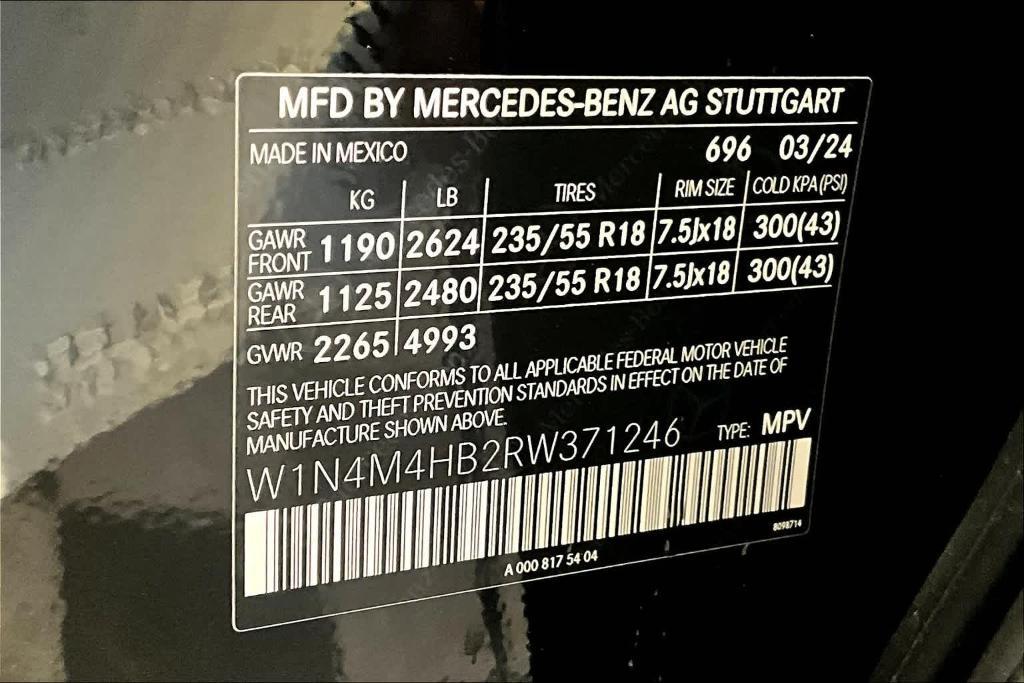 MFD BY MERCEDES-BENZ AG STUTTGART
MADE IN MEXICO 696 03/24
KG LB TIRES RIM SIZE COLD KPA (PSI)
GAWR FRONT 1190 2624 235/55 R18 7.5Jx18 300(43)
GAWR REAR 1125 2480 235/55 R18 7.5Jx18 300(43)
GVWR 2265 4993
THIS VEHICLE CONFORMS TO ALL APPLICABLE FEDERAL MOTOR VEHICLE
SAFETY AND THEFT PREVENTION STANDARDS IN EFFECT ON THE DATE OF
MANUFACTURE SHOWN ABOVE.
W1N4M4HB2RW371246 TYPE: MPV
8098714
A 000 817 54 04